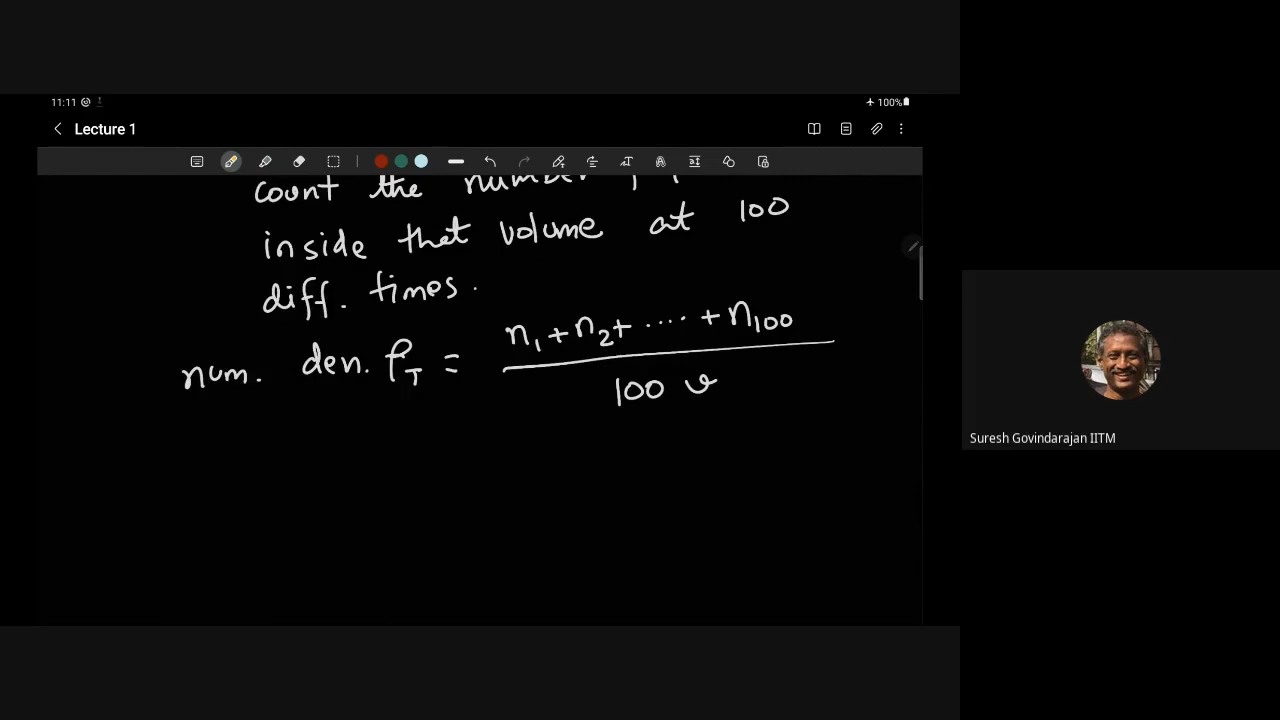 11:11 100%
Lecture 1
count the number
inside that volume at 100
diff. times.
num. den. ρ_T = (n₁ + n₂ + .... + n₁₀₀) / (100 v)
Suresh Govindarajan IITM